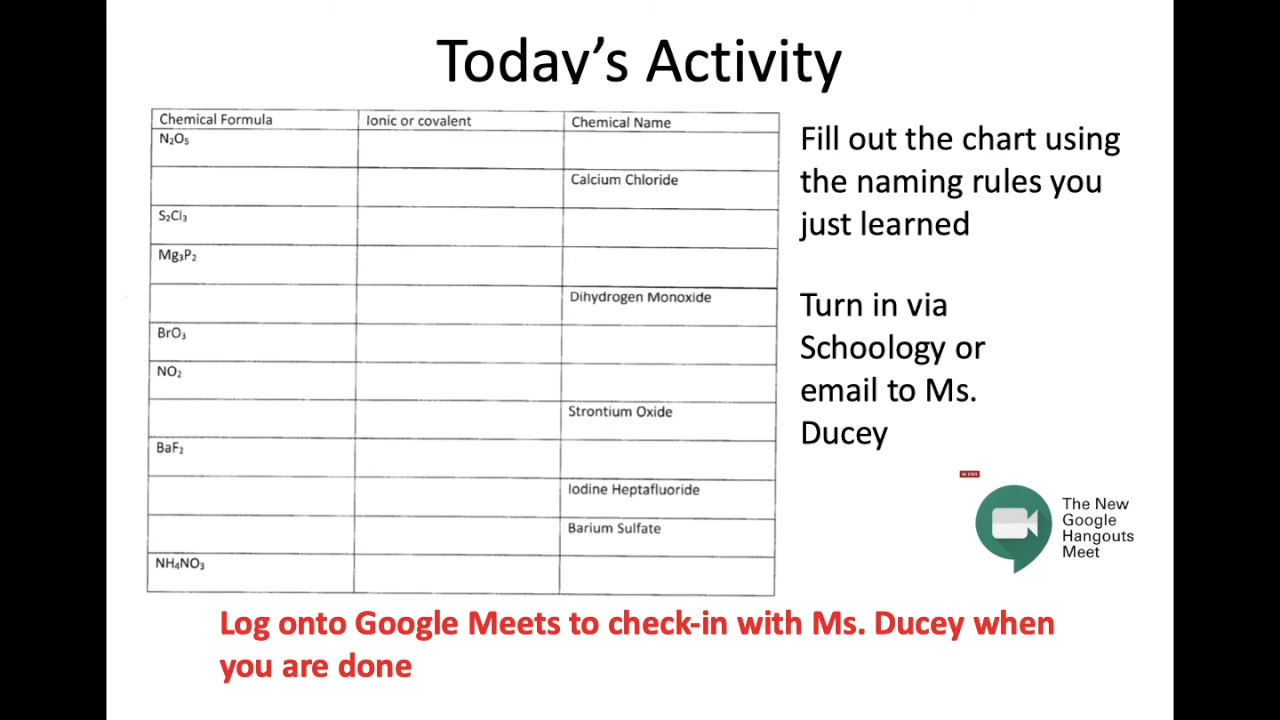 Today's Activity
Chemical Formula Ionic or covalent Chemical Name
N₂O₅
Calcium Chloride
S₂Cl₃
Mg₃P₂
Dihydrogen Monoxide
BrO₃
NO₂
Strontium Oxide
BaF₂
Iodine Heptafluoride
Barium Sulfate
NH₄NO₃
Fill out the chart using
the naming rules you
just learned
Turn in via
Schoology or
email to Ms.
Ducey
The New
Google
Hangouts
Meet
Log onto Google Meets to check-in with Ms. Ducey when
you are done